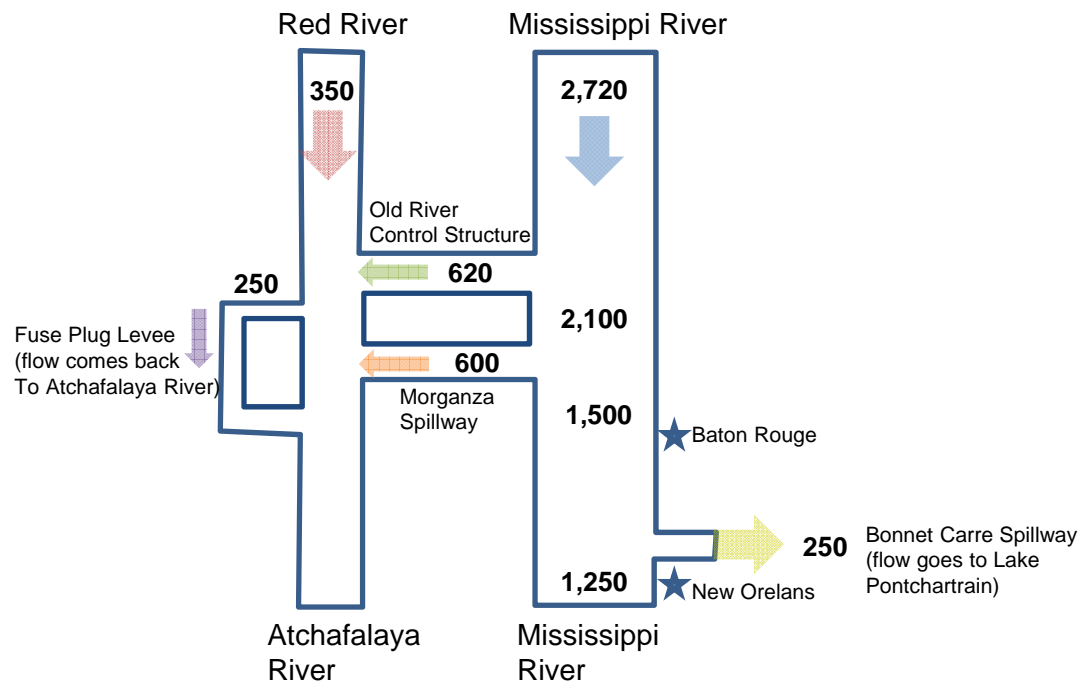 Red River
Mississippi River
350
2,720
Old River
Control Structure
620
250
2,100
Fuse Plug Levee
(flow comes back
To Atchafalaya River)
600
Morganza
Spillway
1,500
Baton Rouge
250
Bonnet Carre Spillway
(flow goes to Lake
Pontchartrain)
1,250
New Orelans
Atchafalaya
River
Mississippi
River